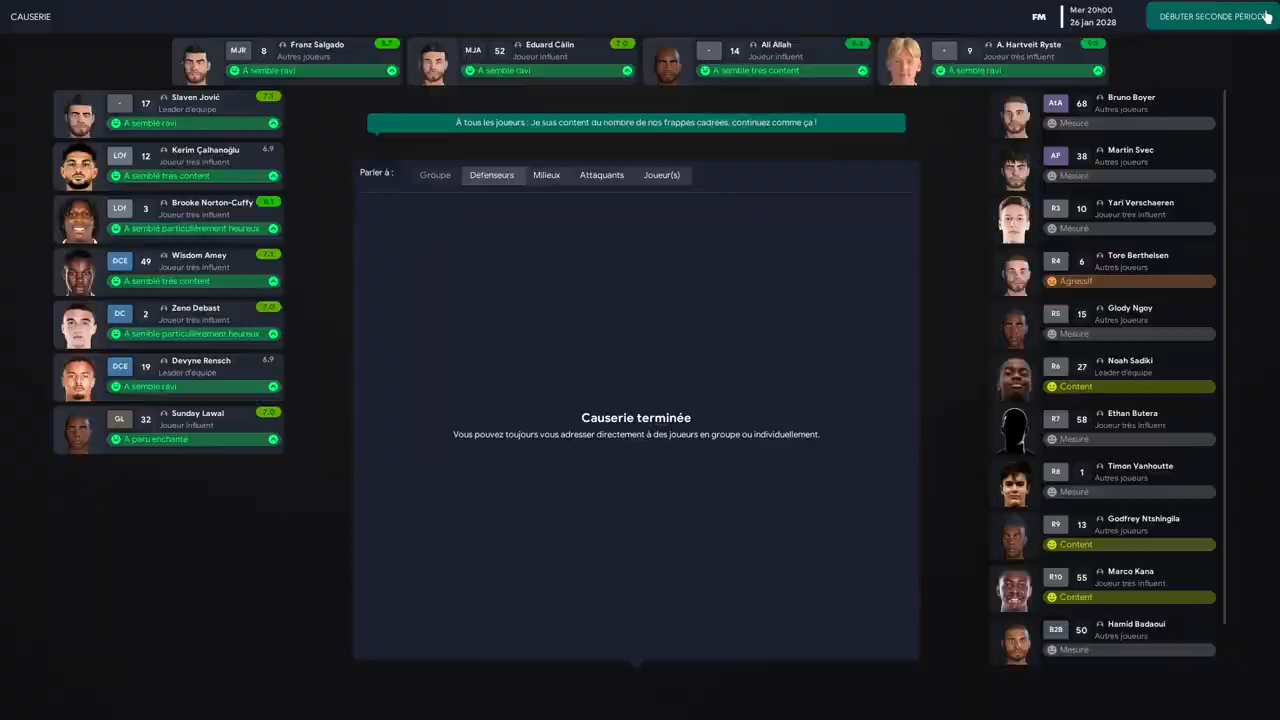 CAUSERIE
FM
Mer 20h00
26 jan 2028
MJR 8 Franz Salgado
Autres joueurs
A semblé ravi
MJA 52 Eduard Călin 7.0
Joueur influent
A semblé ravi
- 14 Ali Allah
Joueur influent
A semblé très content
- 9 A. Hartveit Ryste
Joueur très influent
A semblé ravi
- 17 Slaven Jović
Leader d'équipe
A semblé ravi
LOf 12 Kerim Çalhanoğlu 6.9
Joueur très influent
A semblé très content
LOf 3 Brooke Norton-Cuffy 8.1
Joueur très influent
A semblé particulièrement heureux
DCE 49 Wisdom Amey
Joueur très influent
A semblé très content
DC 2 Zeno Debast 7.0
Joueur très influent
A semblé particulièrement heureux
DCE 19 Devyne Rensch 6.9
Leader d'équipe
A semblé ravi
GL 32 Sunday Lawal 7.0
Joueur influent
A paru enchanté
À tous les joueurs : Je suis content du nombre de nos frappes cadrées, continuez comme ça !
Parler à : Groupe Défenseurs Milieux Attaquants Joueur(s)
Causerie terminée
Vous pouvez toujours vous adresser directement à des joueurs en groupe ou individuellement.
AtA 68 Bruno Boyer
Autres joueurs
Mesuré
AP 38 Martin Svec
Autres joueurs
Mesuré
R3 10 Yari Verschaeren
Joueur très influent
Mesuré
R4 6 Tore Bertheisen
Autres joueurs
Agressif
R5 15 Glody Ngoy
Autres joueurs
Mesuré
R6 27 Noah Sadiki
Leader d'équipe
Content
R7 58 Ethan Butera
Joueur très influent
Mesuré
R8 1 Timon Vanhoutte
Autres joueurs
Mesuré
R9 13 Godfrey Ntshingila
Autres joueurs
Content
R10 55 Marco Kana
Joueur très influent
Content
B2B 50 Hamid Badaoui
Autres joueurs
Mesuré
DÉBUTER SECONDE PÉRIODE